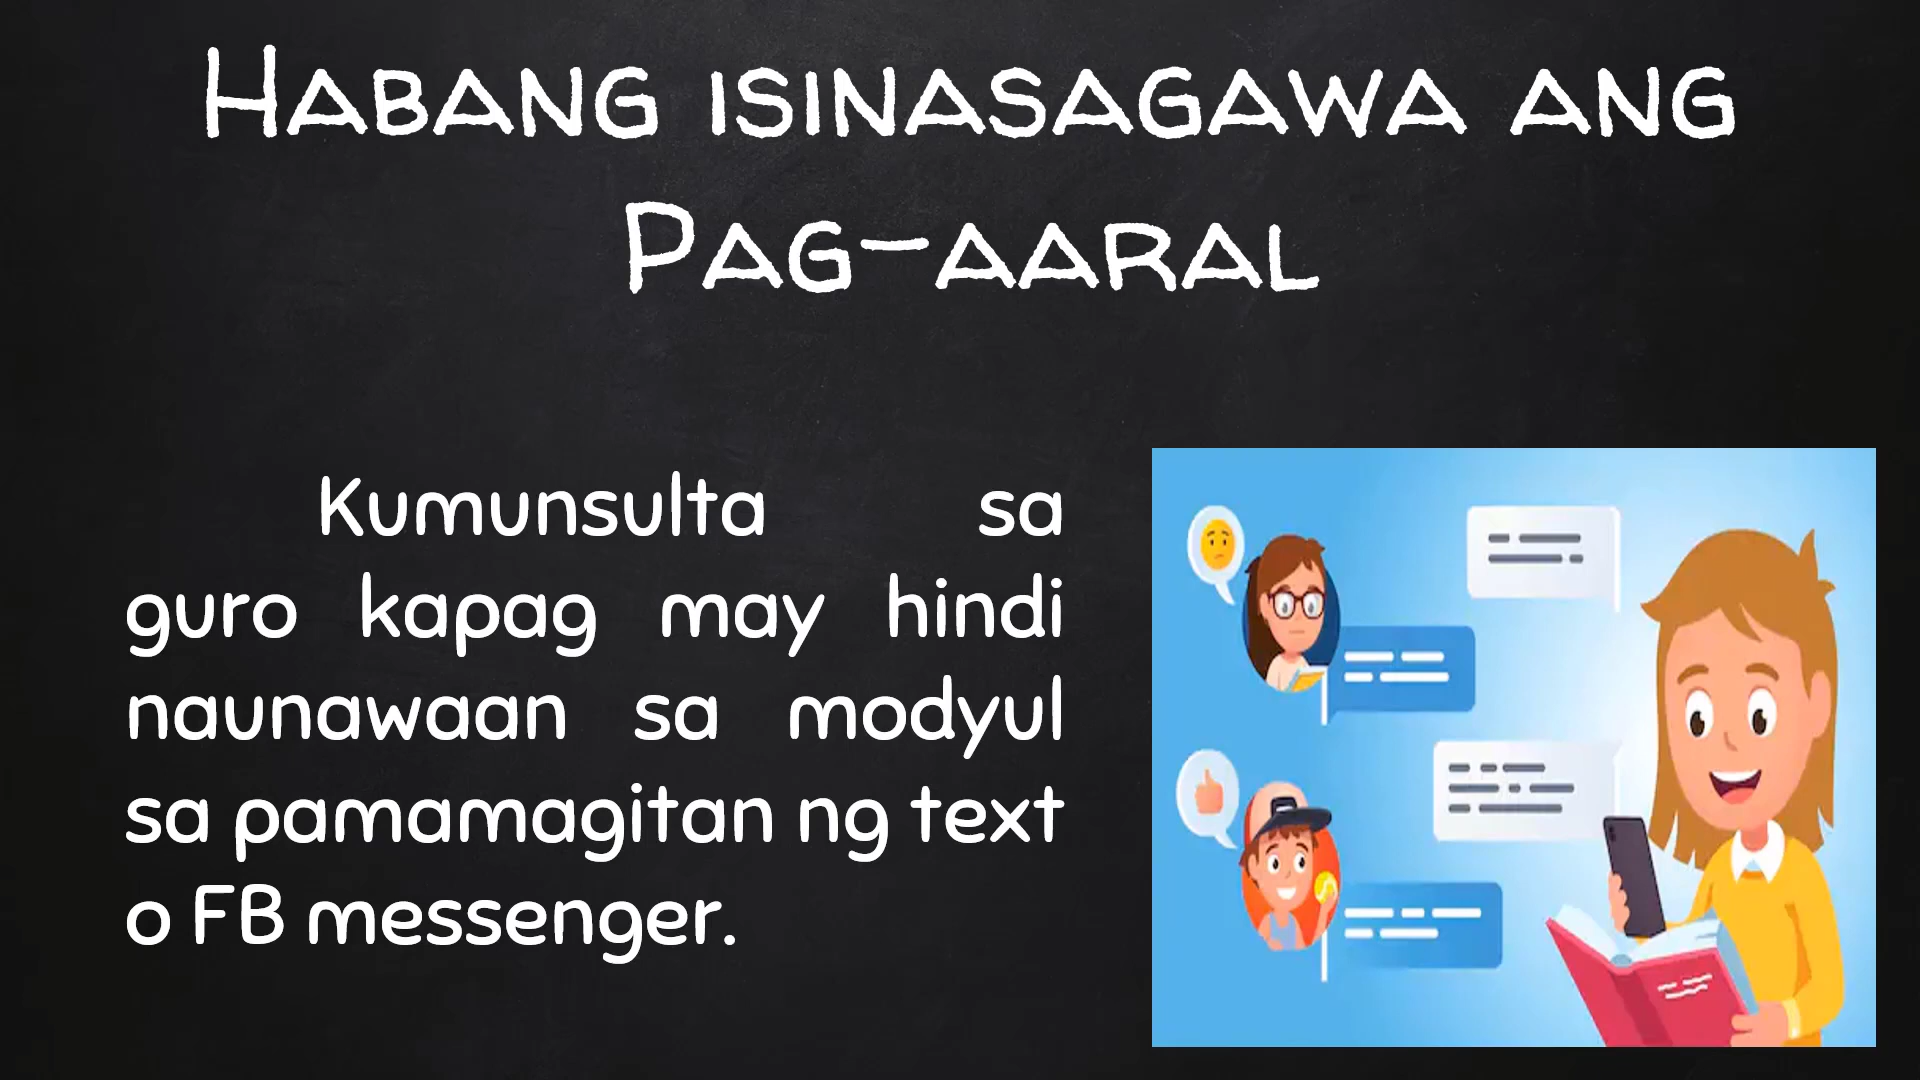 Habang isinasagawa ang
Pag-aaral
Kumunsulta sa
guro kapag may hindi
naunawaan sa modyul
sa pamamagitan ng text
o FB messenger.